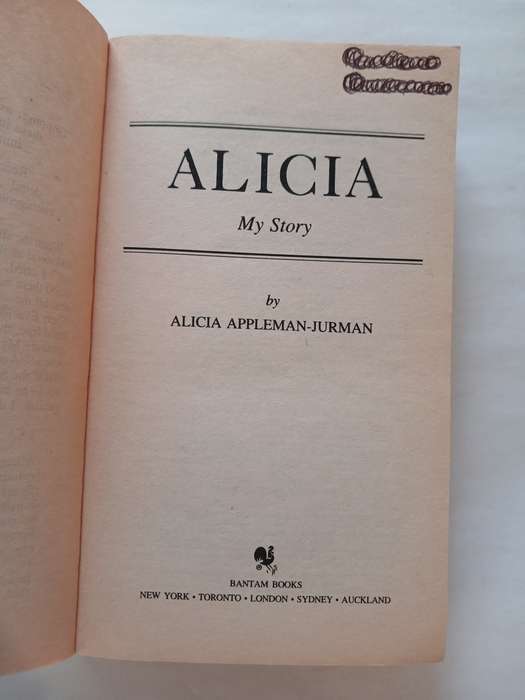 ALICIA
My Story
by
ALICIA APPLEMAN-JURMAN
BANTAM BOOKS
NEW YORK • TORONTO • LONDON • SYDNEY • AUCKLAND